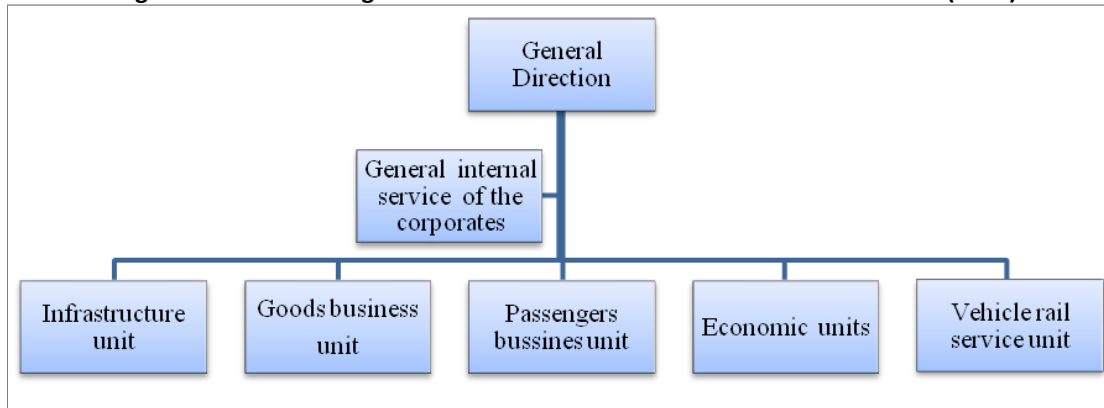 General
Direction
General internal
service of the
corporates
Infrastructure
unit
Goods business
unit
Passengers
bussines unit
Economic units
Vehicle rail
service unit